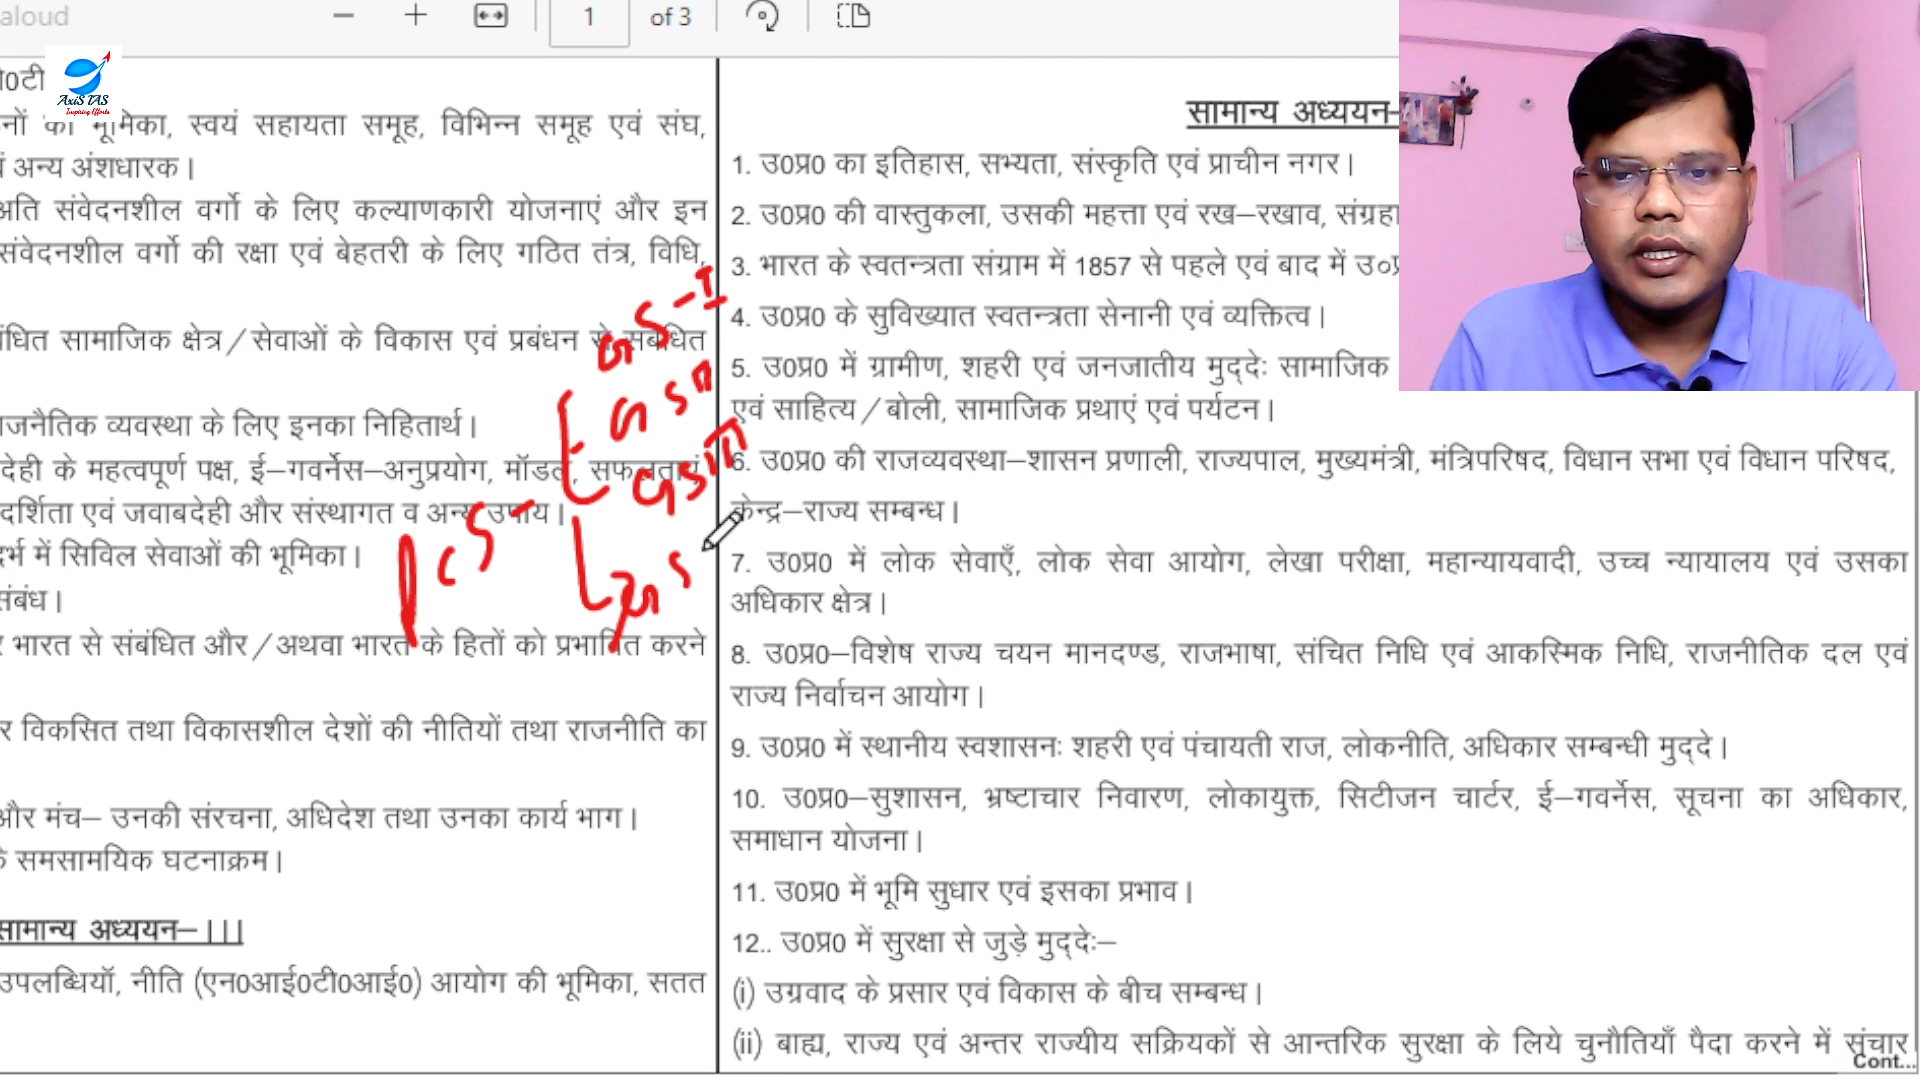 aloud
1
of 3
AxiS IAS
Inspiring Efforts
0टी
नों की भूमिका, स्वयं सहायता समूह, विभिन्न समूह एवं संघ,
अन्य अंशधारक।
अति संवेदनशील वर्गो के लिए कल्याणकारी योजनाएं और इन
संवेदनशील वर्गो की रक्षा एवं बेहतरी के लिए गठित तंत्र, विधि,
बंधित सामाजिक क्षेत्र/सेवाओं के विकास एवं प्रबंधन से संबंधित
जनैतिक व्यवस्था के लिए इनका निहितार्थ।
देही के महत्वपूर्ण पक्ष, ई–गवर्नेस–अनुप्रयोग, मॉडल, सफलताएं
दर्शिता एवं जवाबदेही और संस्थागत व अन्य उपाय।
र्भ में सिविल सेवाओं की भूमिका।
संबंध।
भारत से संबंधित और/अथवा भारत के हितों को प्रभावित करने
र विकसित तथा विकासशील देशों की नीतियों तथा राजनीति का
और मंच– उनकी संरचना, अधिदेश तथा उनका कार्य भाग।
समसामयिक घटनाक्रम।
सामान्य अध्ययन–|||
उपलब्धियॉ, नीति (एन0आई0टी0आई0) आयोग की भूमिका, सतत
PCS-
GS-I
GS II
GS III
GS
सामान्य अध्ययन–
1. उ0प्र0 का इतिहास, सभ्यता, संस्कृति एवं प्राचीन नगर।
2. उ0प्र0 की वास्तुकला, उसकी महत्ता एवं रख–रखाव, संग्रहा
3. भारत के स्वतन्त्रता संग्राम में 1857 से पहले एवं बाद में उ०प्र
4. उ0प्र0 के सुविख्यात स्वतन्त्रता सेनानी एवं व्यक्तित्व।
5. उ0प्र0 में ग्रामीण, शहरी एवं जनजातीय मुद्देः सामाजिक
एवं साहित्य/बोली, सामाजिक प्रथाएं एवं पर्यटन।
6. उ0प्र0 की राजव्यवस्था–शासन प्रणाली, राज्यपाल, मुख्यमंत्री, मंत्रिपरिषद, विधान सभा एवं विधान परिषद,
केन्द्र–राज्य सम्बन्ध।
7. उ0प्र0 में लोक सेवाएँ, लोक सेवा आयोग, लेखा परीक्षा, महान्यायवादी, उच्च न्यायालय एवं उसका
अधिकार क्षेत्र।
8. उ0प्र0–विशेष राज्य चयन मानदण्ड, राजभाषा, संचित निधि एवं आकस्मिक निधि, राजनीतिक दल एवं
राज्य निर्वाचन आयोग।
9. उ0प्र0 में स्थानीय स्वशासनः शहरी एवं पंचायती राज, लोकनीति, अधिकार सम्बन्धी मुद्दे।
10. उ0प्र0–सुशासन, भ्रष्टाचार निवारण, लोकायुक्त, सिटीजन चार्टर, ई–गवर्नेस, सूचना का अधिकार,
समाधान योजना।
11. उ0प्र0 में भूमि सुधार एवं इसका प्रभाव।
12.. उ0प्र0 में सुरक्षा से जुड़े मुद्देः–
(i) उग्रवाद के प्रसार एवं विकास के बीच सम्बन्ध।
(ii) बाह्य, राज्य एवं अन्तर राज्यीय सक्रियकों से आन्तरिक सुरक्षा के लिये चुनौतियाँ पैदा करने में संचार
Cont...